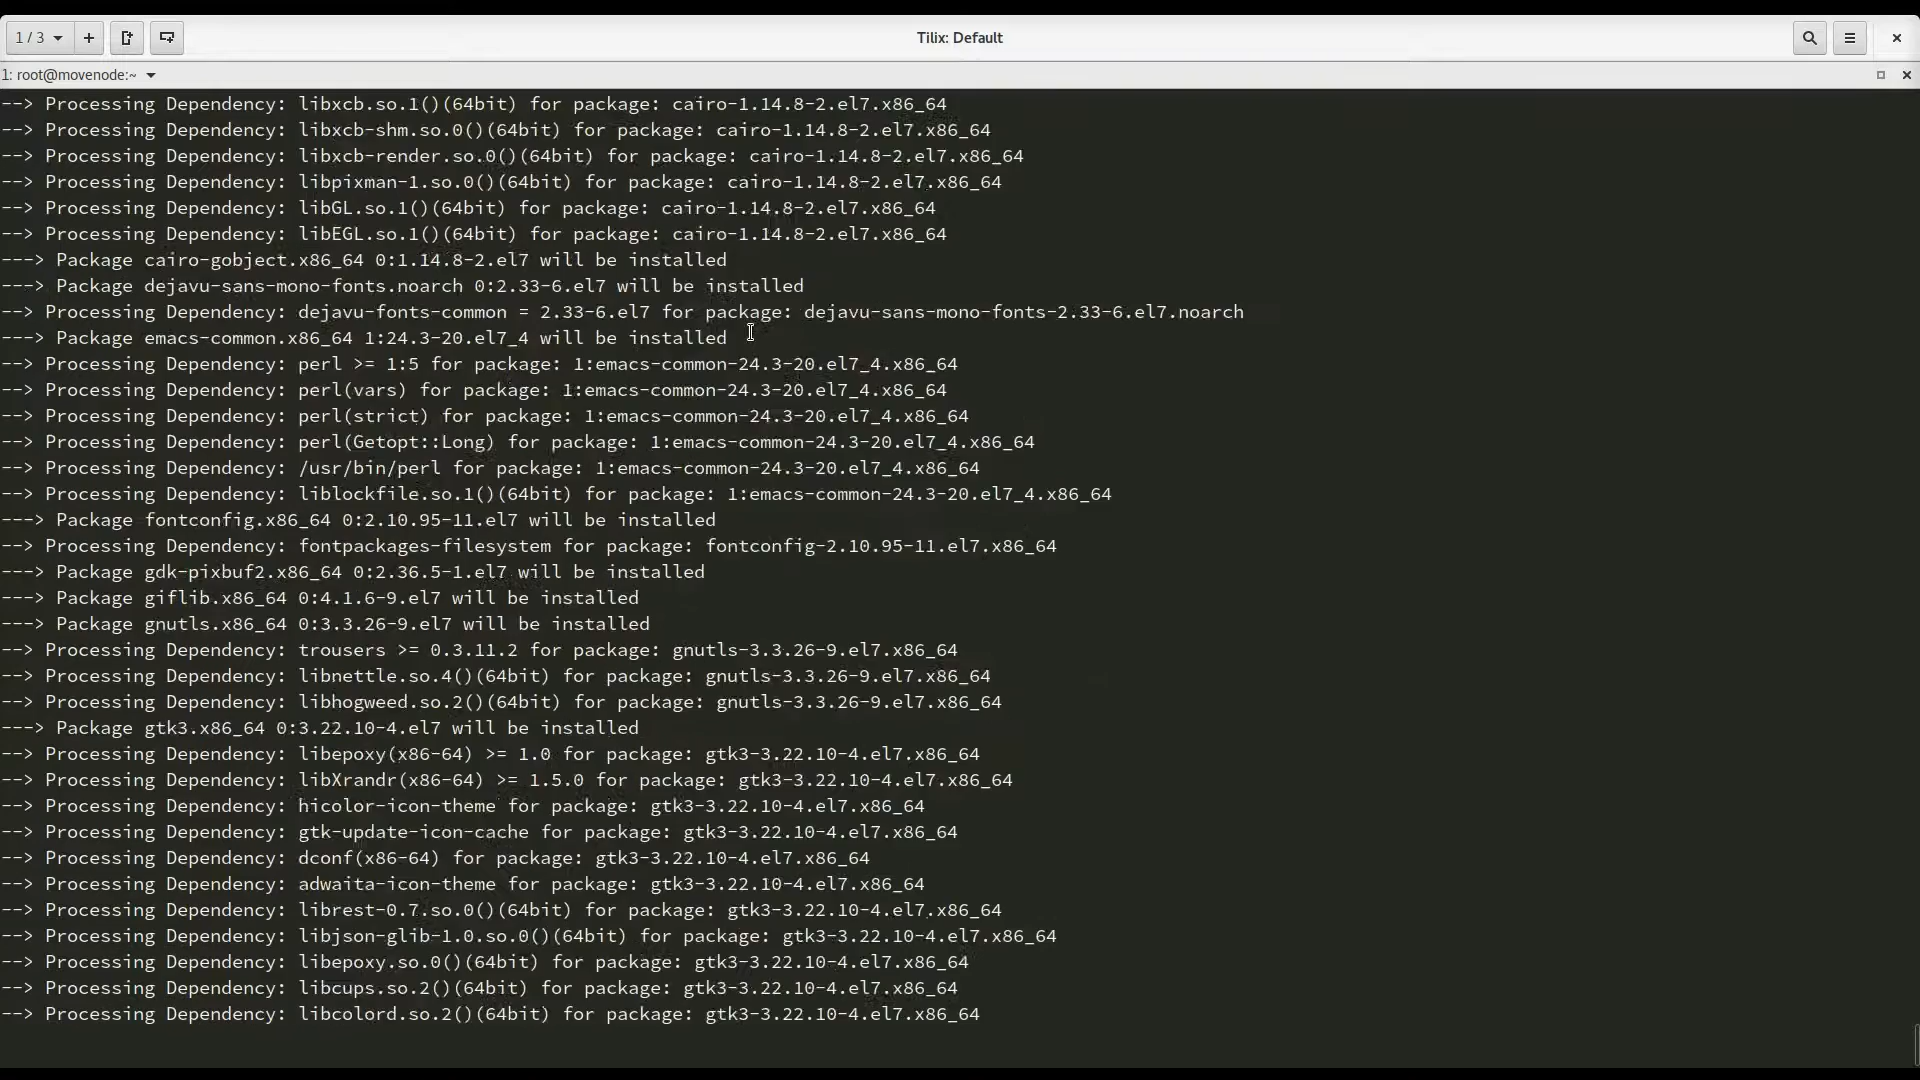 1 / 3
Tilix: Default
1: root@movenode:~
--> Processing Dependency: libxcb.so.1()(64bit) for package: cairo-1.14.8-2.el7.x86_64
--> Processing Dependency: libxcb-shm.so.0()(64bit) for package: cairo-1.14.8-2.el7.x86_64
--> Processing Dependency: libxcb-render.so.0()(64bit) for package: cairo-1.14.8-2.el7.x86_64
--> Processing Dependency: libpixman-1.so.0()(64bit) for package: cairo-1.14.8-2.el7.x86_64
--> Processing Dependency: libGL.so.1()(64bit) for package: cairo-1.14.8-2.el7.x86_64
--> Processing Dependency: libEGL.so.1()(64bit) for package: cairo-1.14.8-2.el7.x86_64
---> Package cairo-gobject.x86_64 0:1.14.8-2.el7 will be installed
---> Package dejavu-sans-mono-fonts.noarch 0:2.33-6.el7 will be installed
--> Processing Dependency: dejavu-fonts-common = 2.33-6.el7 for package: dejavu-sans-mono-fonts-2.33-6.el7.noarch
---> Package emacs-common.x86_64 1:24.3-20.el7_4 will be installed
--> Processing Dependency: perl >= 1:5 for package: 1:emacs-common-24.3-20.el7_4.x86_64
--> Processing Dependency: perl(vars) for package: 1:emacs-common-24.3-20.el7_4.x86_64
--> Processing Dependency: perl(strict) for package: 1:emacs-common-24.3-20.el7_4.x86_64
--> Processing Dependency: perl(Getopt::Long) for package: 1:emacs-common-24.3-20.el7_4.x86_64
--> Processing Dependency: /usr/bin/perl for package: 1:emacs-common-24.3-20.el7_4.x86_64
--> Processing Dependency: liblockfile.so.1()(64bit) for package: 1:emacs-common-24.3-20.el7_4.x86_64
---> Package fontconfig.x86_64 0:2.10.95-11.el7 will be installed
--> Processing Dependency: fontpackages-filesystem for package: fontconfig-2.10.95-11.el7.x86_64
---> Package gdk-pixbuf2.x86_64 0:2.36.5-1.el7 will be installed
---> Package giflib.x86_64 0:4.1.6-9.el7 will be installed
---> Package gnutls.x86_64 0:3.3.26-9.el7 will be installed
--> Processing Dependency: trousers >= 0.3.11.2 for package: gnutls-3.3.26-9.el7.x86_64
--> Processing Dependency: libnettle.so.4()(64bit) for package: gnutls-3.3.26-9.el7.x86_64
--> Processing Dependency: libhogweed.so.2()(64bit) for package: gnutls-3.3.26-9.el7.x86_64
---> Package gtk3.x86_64 0:3.22.10-4.el7 will be installed
--> Processing Dependency: libepoxy(x86-64) >= 1.0 for package: gtk3-3.22.10-4.el7.x86_64
--> Processing Dependency: libXrandr(x86-64) >= 1.5.0 for package: gtk3-3.22.10-4.el7.x86_64
--> Processing Dependency: hicolor-icon-theme for package: gtk3-3.22.10-4.el7.x86_64
--> Processing Dependency: gtk-update-icon-cache for package: gtk3-3.22.10-4.el7.x86_64
--> Processing Dependency: dconf(x86-64) for package: gtk3-3.22.10-4.el7.x86_64
--> Processing Dependency: adwaita-icon-theme for package: gtk3-3.22.10-4.el7.x86_64
--> Processing Dependency: librest-0.7.so.0()(64bit) for package: gtk3-3.22.10-4.el7.x86_64
--> Processing Dependency: libjson-glib-1.0.so.0()(64bit) for package: gtk3-3.22.10-4.el7.x86_64
--> Processing Dependency: libepoxy.so.0()(64bit) for package: gtk3-3.22.10-4.el7.x86_64
--> Processing Dependency: libcups.so.2()(64bit) for package: gtk3-3.22.10-4.el7.x86_64
--> Processing Dependency: libcolord.so.2()(64bit) for package: gtk3-3.22.10-4.el7.x86_64